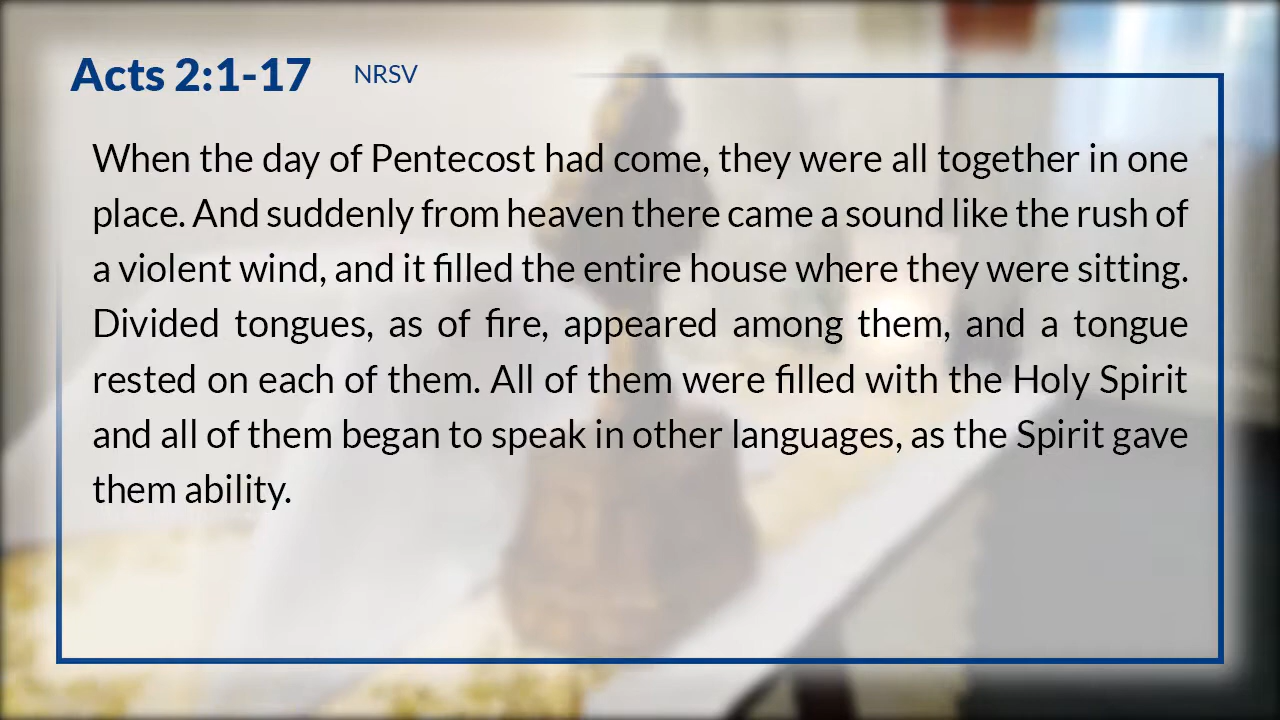 Acts 2:1-17 NRSV
When the day of Pentecost had come, they were all together in one
place. And suddenly from heaven there came a sound like the rush of
a violent wind, and it filled the entire house where they were sitting.
Divided tongues, as of fire, appeared among them, and a tongue
rested on each of them. All of them were filled with the Holy Spirit
and all of them began to speak in other languages, as the Spirit gave
them ability.